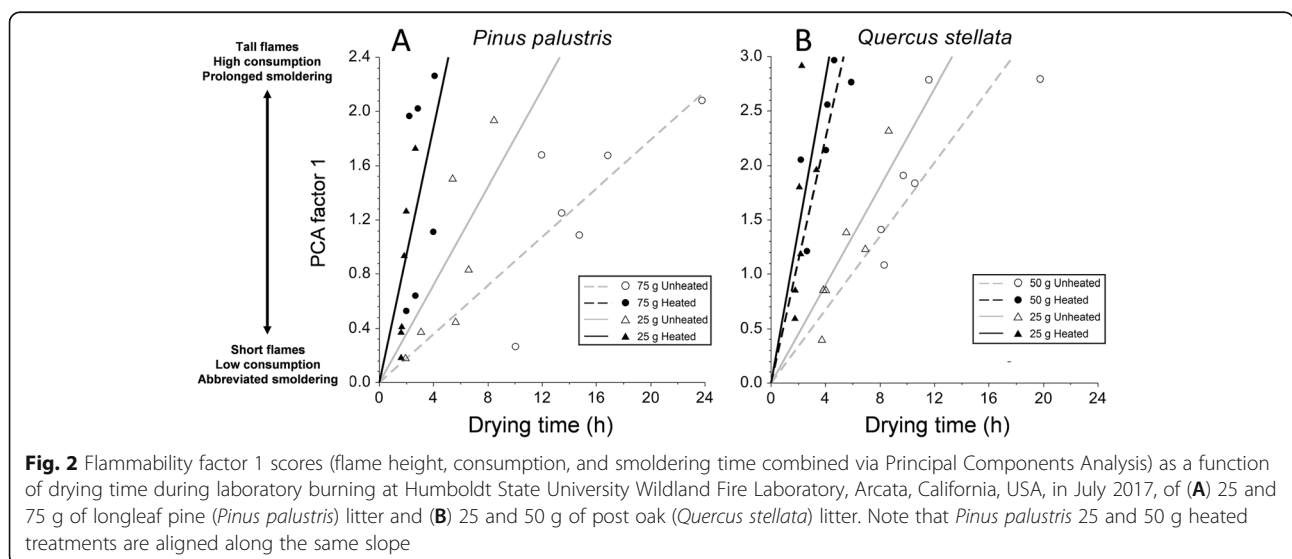 A
Pinus palustris
B
Quercus stellata
Tall flames
High consumption
Prolonged smoldering
Short flames
Low consumption
Abbreviated smoldering
PCA factor 1
2.4
2.0
1.6
1.2
0.8
0.4
0.0
0 4 8 12 16 20 24
Drying time (h)
75 g Unheated
75 g Heated
25 g Unheated
25 g Heated
3.0
2.5
2.0
1.5
1.0
0.5
0.0
0 4 8 12 16 20 24
Drying time (h)
50 g Unheated
50 g Heated
25 g Unheated
25 g Heated
Fig. 2 Flammability factor 1 scores (flame height, consumption, and smoldering time combined via Principal Components Analysis) as a function
of drying time during laboratory burning at Humboldt State University Wildland Fire Laboratory, Arcata, California, USA, in July 2017, of (A) 25 and
75 g of longleaf pine (Pinus palustris) litter and (B) 25 and 50 g of post oak (Quercus stellata) litter. Note that Pinus palustris 25 and 50 g heated
treatments are aligned along the same slope